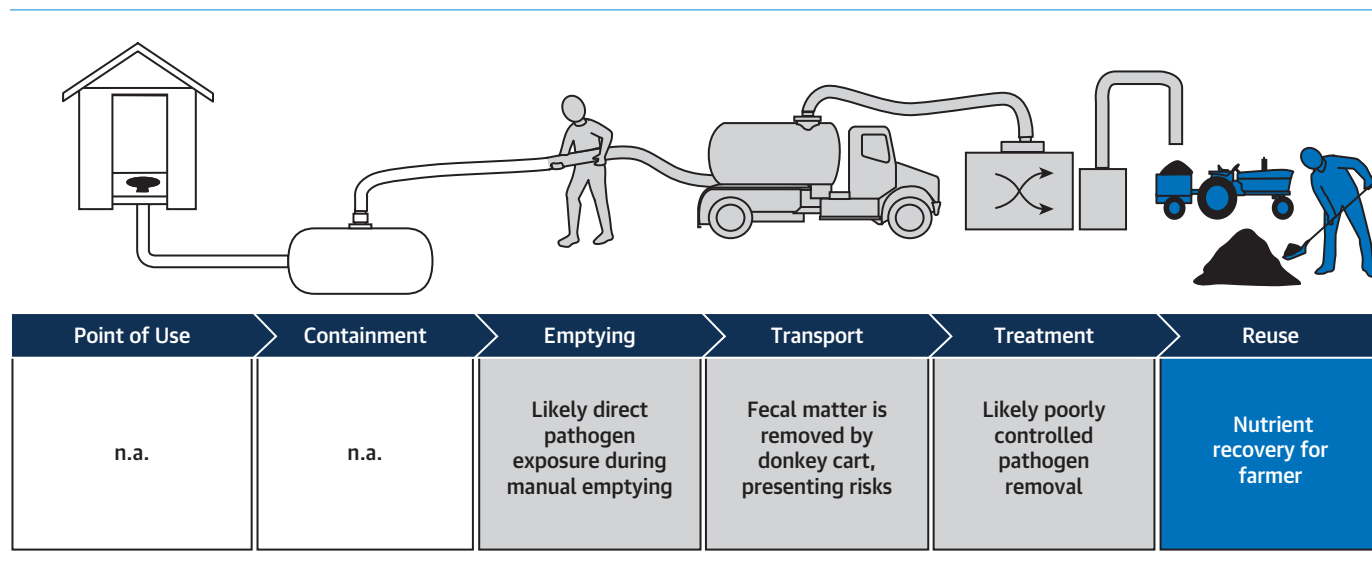 Point of Use
Containment
Emptying
Transport
Treatment
Reuse
n.a.
n.a.
Likely direct
pathogen
exposure during
manual emptying
Fecal matter is
removed by
donkey cart,
presenting risks
Likely poorly
controlled
pathogen
removal
Nutrient
recovery for
farmer